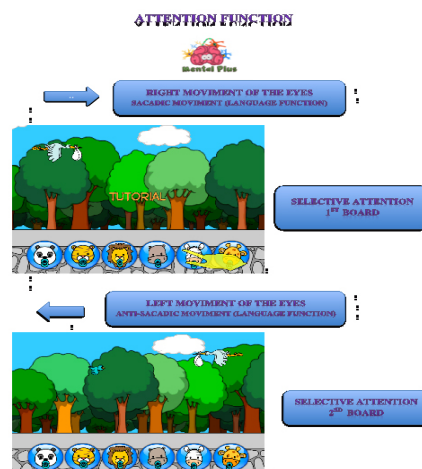 ATTENTION FUNCTION
Mental Plus
RIGHT MOVIMENT OF THE EYES
SACADIC MOVIMENT (LANGUAGE FUNCTION)
TUTORIAL
SELECTIVE ATTENTION
1ST BOARD
LEFT MOVIMENT OF THE EYES
ANTI-SACADIC MOVIMENT (LANGUAGE FUNCTION)
SELECTIVE ATTENTION
2ND BOARD